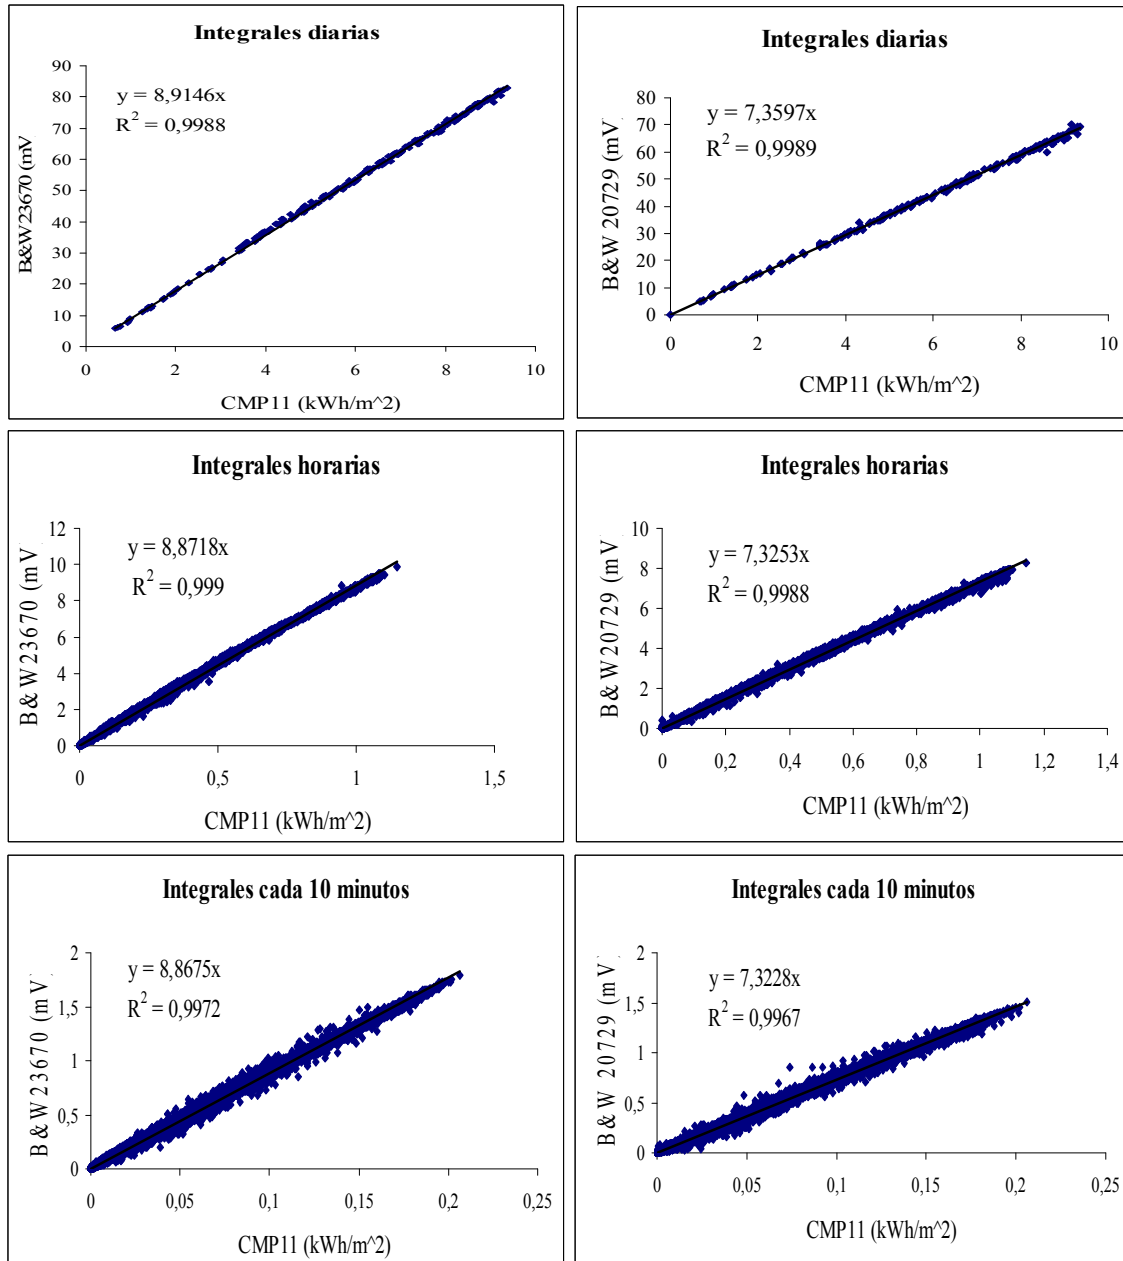 Integrales diarias
y = 8,9146x
R² = 0,9988
B&W23670 (mV
90
80
70
60
50
40
30
20
10
0
0 2 4 6 8 10
CMP11 (kWh/m^2)
Integrales diarias
y = 7,3597x
R² = 0,9989
B&W 20729 (mV)
80
70
60
50
40
30
20
10
0
0 2 4 6 8 10
CMP11 (kWh/m^2)
Integrales horarias
y = 8,8718x
R² = 0,999
B&W23670 (mV
12
10
8
6
4
2
0
0 0,5 1 1,5
CMP11 (kWh/m^2)
Integrales horarias
y = 7,3253x
R² = 0,9988
B&W20729 (mV
10
8
6
4
2
0
0 0,2 0,4 0,6 0,8 1 1,2 1,4
CMP11 (kWh/m^2)
Integrales cada 10 minutos
y = 8,8675x
R² = 0,9972
B&W23670 (mV
2
1,5
1
0,5
0
0 0,05 0,1 0,15 0,2 0,25
CMP11 (kWh/m^2)
Integrales cada 10 minutos
y = 7,3228x
R² = 0,9967
B&W 20729 (mV
2
1,5
1
0,5
0
0 0,05 0,1 0,15 0,2 0,25
CMP11 (kWh/m^2)